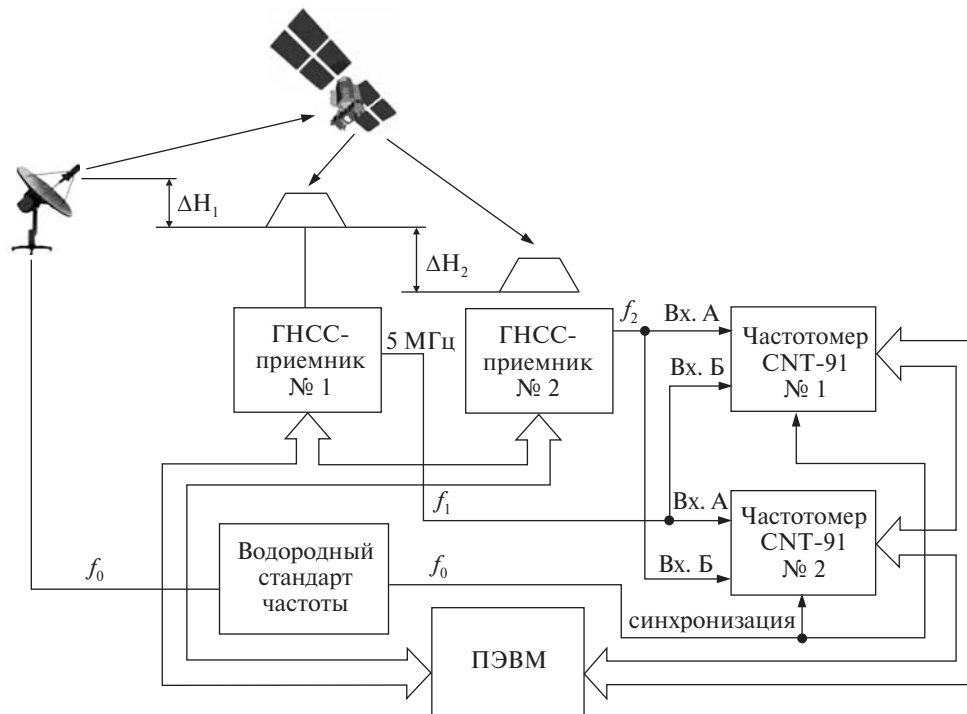 ΔH₁
ΔH₂
ГНСС-
приемник
№ 1
5 МГц
ГНСС-
приемник
№ 2
f₂
Вх. А
Вх. Б
Частотомер
CNT-91
№ 1
f₁
Вх. А
Вх. Б
Частотомер
CNT-91
№ 2
f₀
Водородный
стандарт
частоты
f₀
синхронизация
ПЭВМ